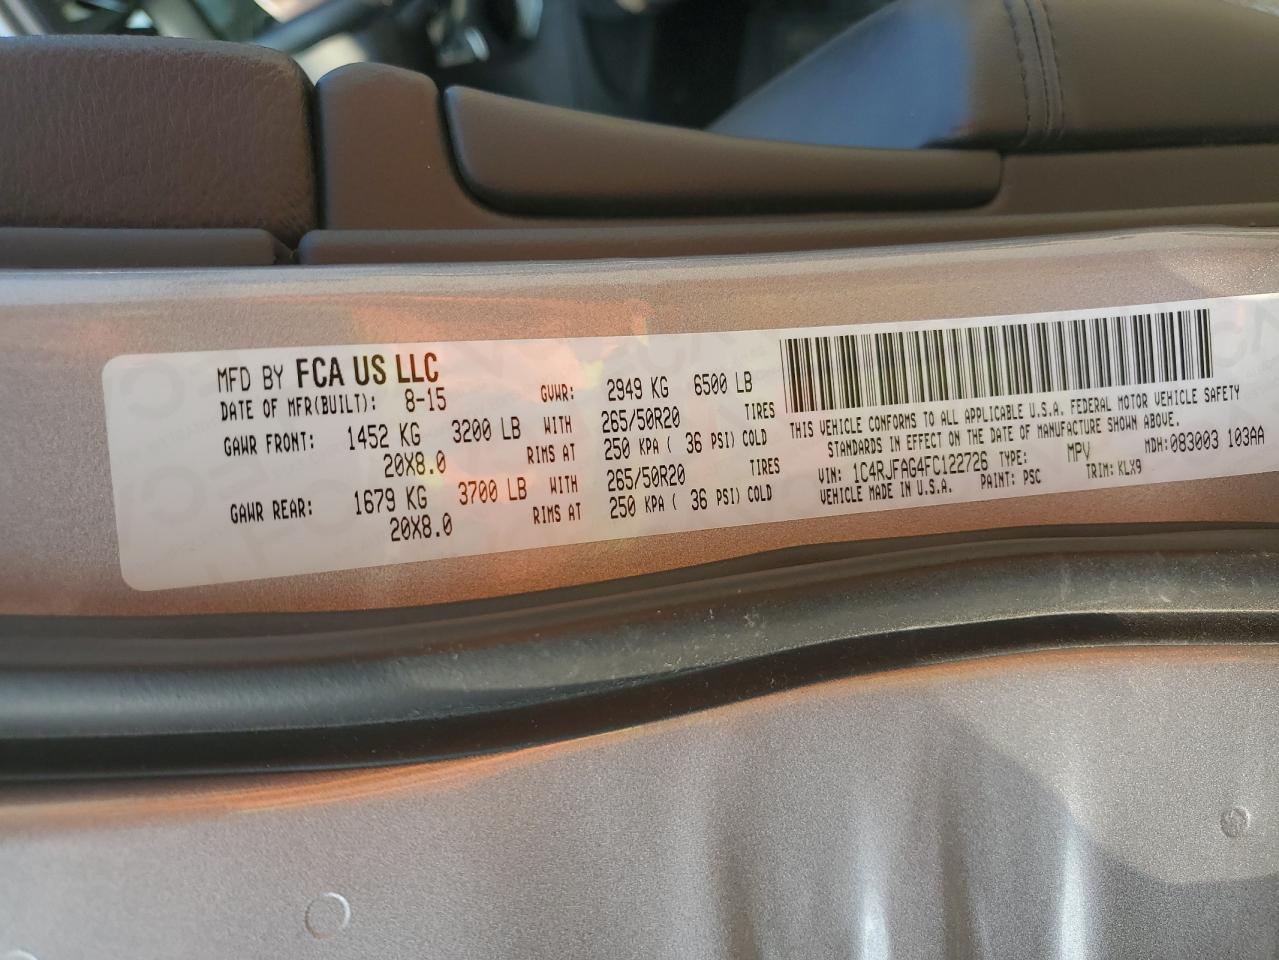 MFD BY FCA US LLC
DATE OF MFR(BUILT): 8-15 GVWR: 2949 KG 6500 LB
GAWR FRONT: 1452 KG 3200 LB WITH 265/50R20 TIRES
20X8.0 RIMS AT 250 KPA ( 36 PSI) COLD
GAWR REAR: 1679 KG 3700 LB WITH 265/50R20 TIRES
20X8.0 RIMS AT 250 KPA ( 36 PSI) COLD
THIS VEHICLE CONFORMS TO ALL APPLICABLE U.S.A. FEDERAL MOTOR VEHICLE SAFETY
STANDARDS IN EFFECT ON THE DATE OF MANUFACTURE SHOWN ABOVE.
VIN: 1C4RJFAG4FC122726 TYPE: MPV MDH:083003 103AA
VEHICLE MADE IN U.S.A. PAINT: PSC TRIM: KLX9